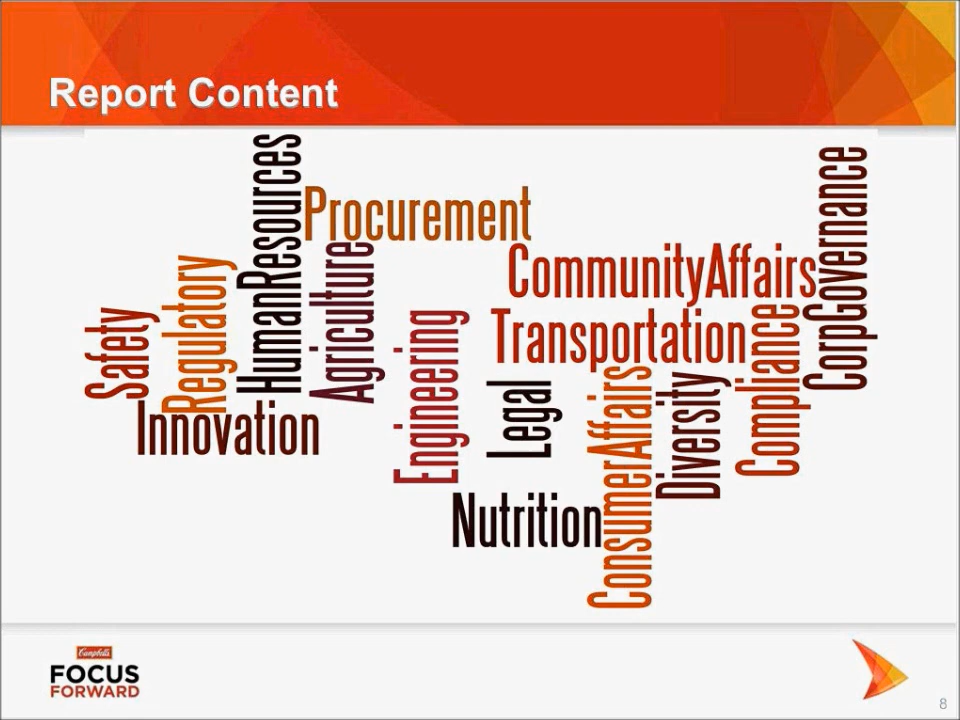 Report Content
HumanResources
Procurement
CorpGovernance
Agriculture
CommunityAffairs
Regulatory
Safety
Engineering
Transportation
Compliance
ConsumerAffairs
Diversity
Legal
Innovation
Nutrition
Campbell's
FOCUS
FORWARD
8